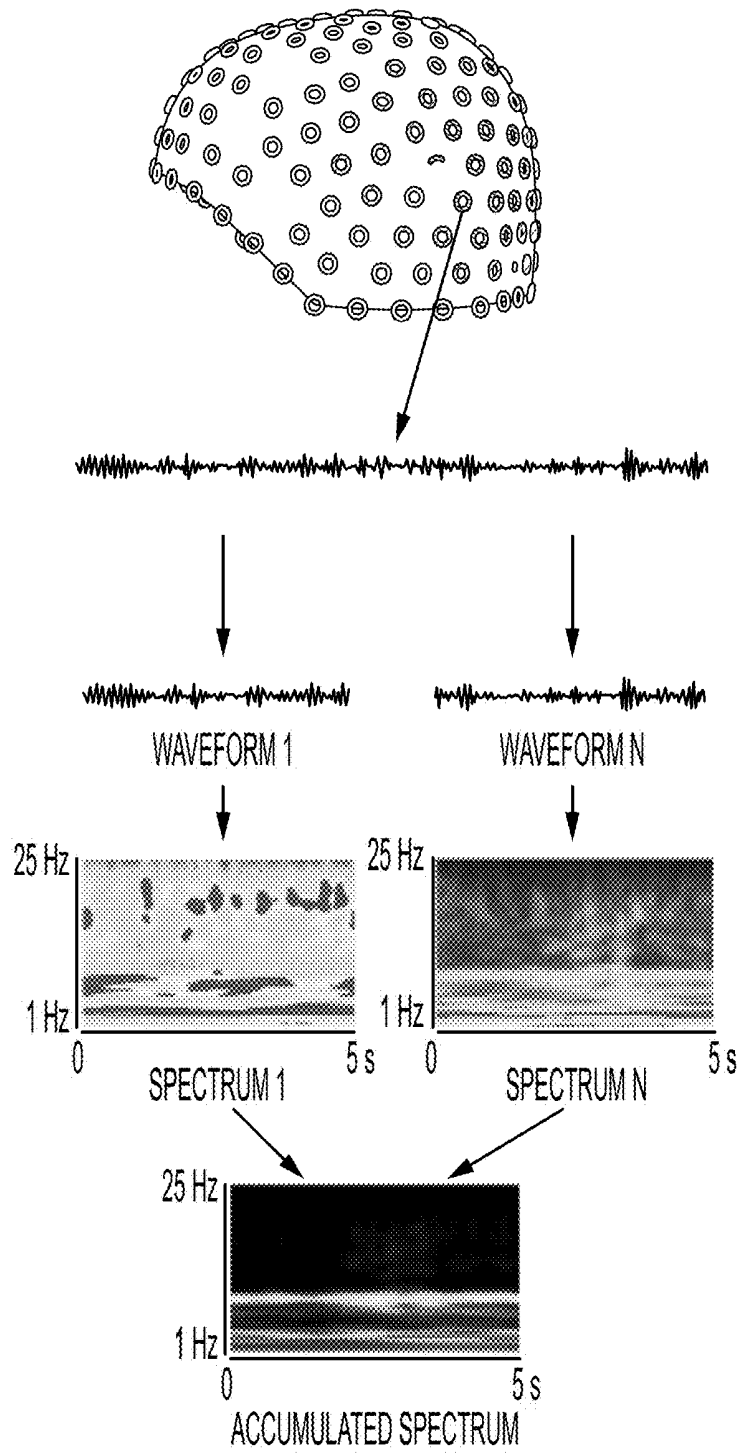 WAVEFORM 1
WAVEFORM N
25 Hz
25 Hz
1 Hz
1 Hz
0
5 s
0
5 s
SPECTRUM 1
SPECTRUM N
25 Hz
1 Hz
0
5 s
ACCUMULATED SPECTRUM